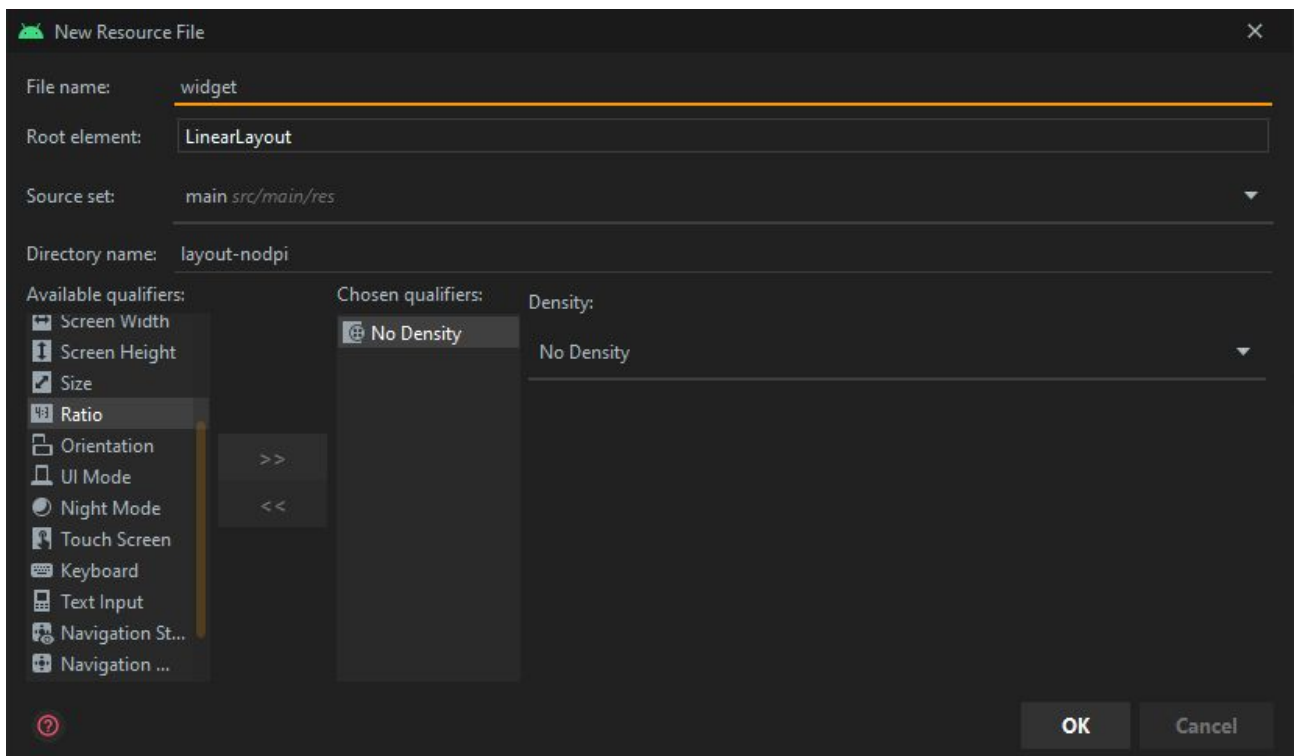 New Resource File
File name: widget
Root element: LinearLayout
Source set: main src/main/res
Directory name: layout-nodpi
Available qualifiers:
Screen Width
Screen Height
Size
4:3 Ratio
Orientation
UI Mode
Night Mode
Touch Screen
Keyboard
Text Input
Navigation St...
Navigation ...
>>
<<
Chosen qualifiers:
No Density
Density:
No Density
?
OK Cancel